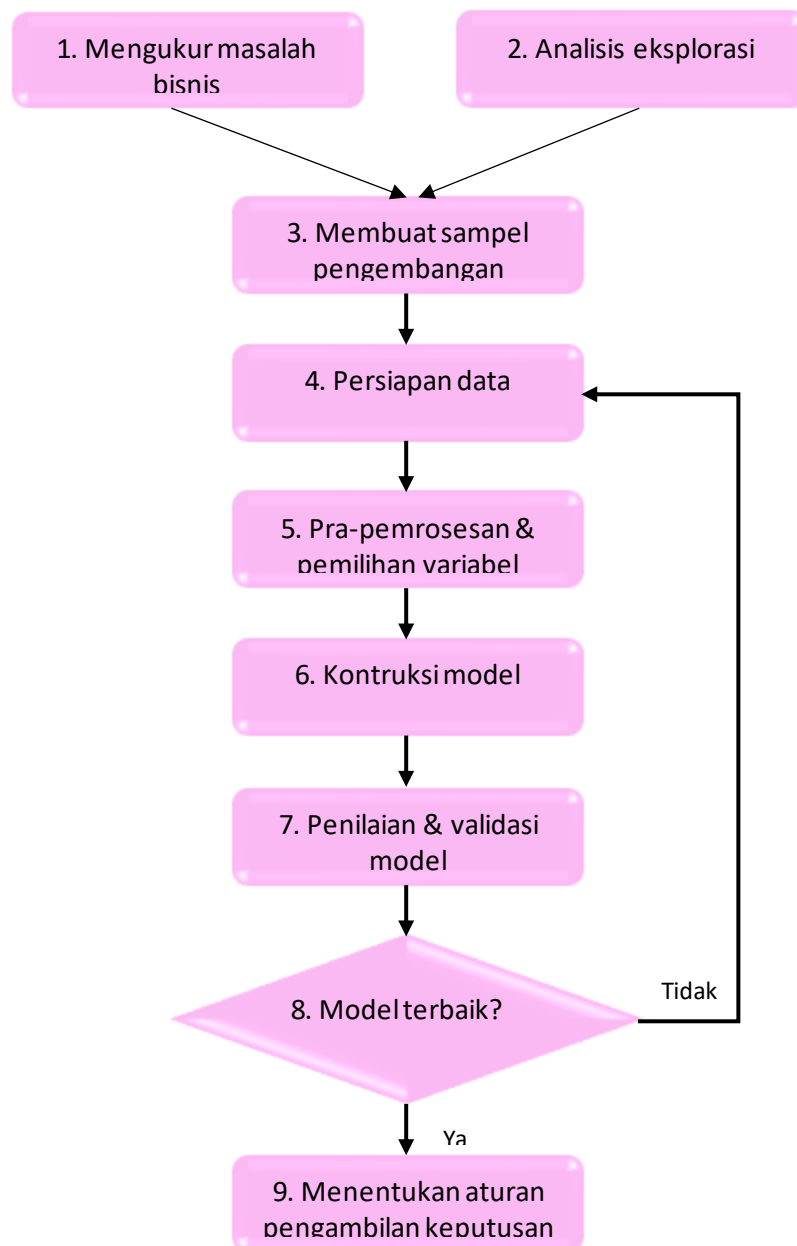 1. Mengukur masalah
bisnis
2. Analisis eksplorasi
3. Membuat sampel
pengembangan
4. Persiapan data
5. Pra-pemrosesan &
pemilihan variabel
6. Kontruksi model
7. Penilaian & validasi
model
8. Model terbaik?
Tidak
Ya
9. Menentukan aturan
pengambilan keputusan